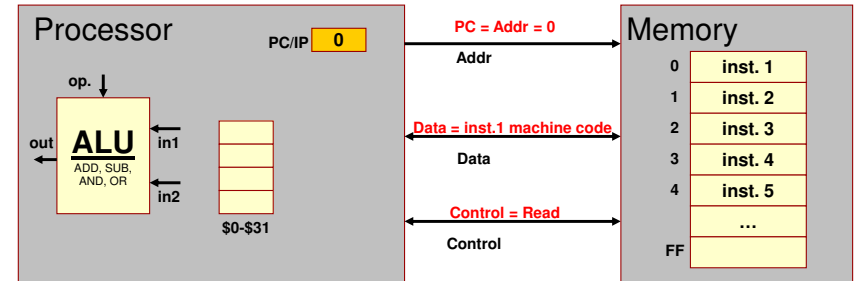 Processor
PC/IP 0
op.
ALU
ADD, SUB,
AND, OR
out
in1
in2
$0-$31
PC = Addr = 0
Addr
Data = inst.1 machine code
Data
Control = Read
Control
Memory
0 inst. 1
1 inst. 2
2 inst. 3
3 inst. 4
4 inst. 5
…
FF